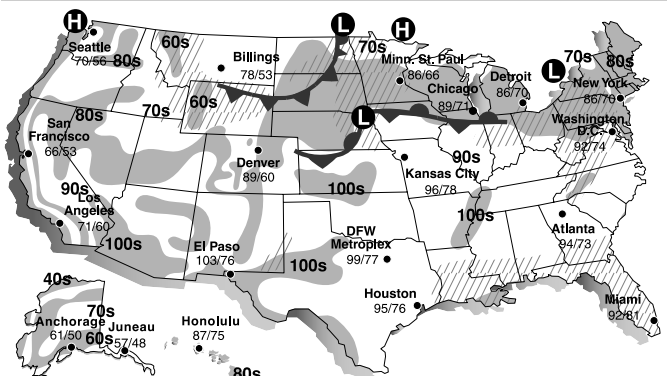 H
L
H
Seattle
70/56
80s
60s
Billings
78/53
70s
Minn. St. Paul
86/66
L
70s
80s
Detroit
86/70
Chicago
89/71
New York
86/70
60s
70s
80s
L
Washington,
D.C.
92/74
San
Francisco
66/53
Denver
89/60
90s
Kansas City
96/78
100s
90s
Los
Angeles
71/60
100s
100s
El Paso
103/76
DFW
Metroplex
99/77
100s
Atlanta
94/73
Houston
95/76
Miami
92/81
40s
70s
Anchorage
61/50
60s
Juneau
57/48
Honolulu
87/75
80s